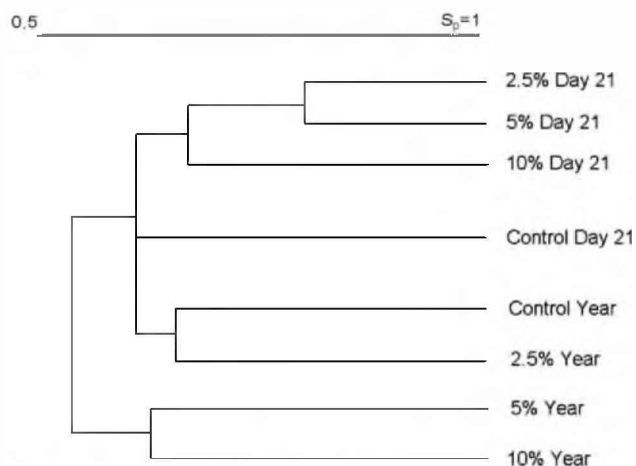 0,5 Sp=1
2.5% Day 21
5% Day 21
10% Day 21
Control Day 21
Control Year
2.5% Year
5% Year
10% Year